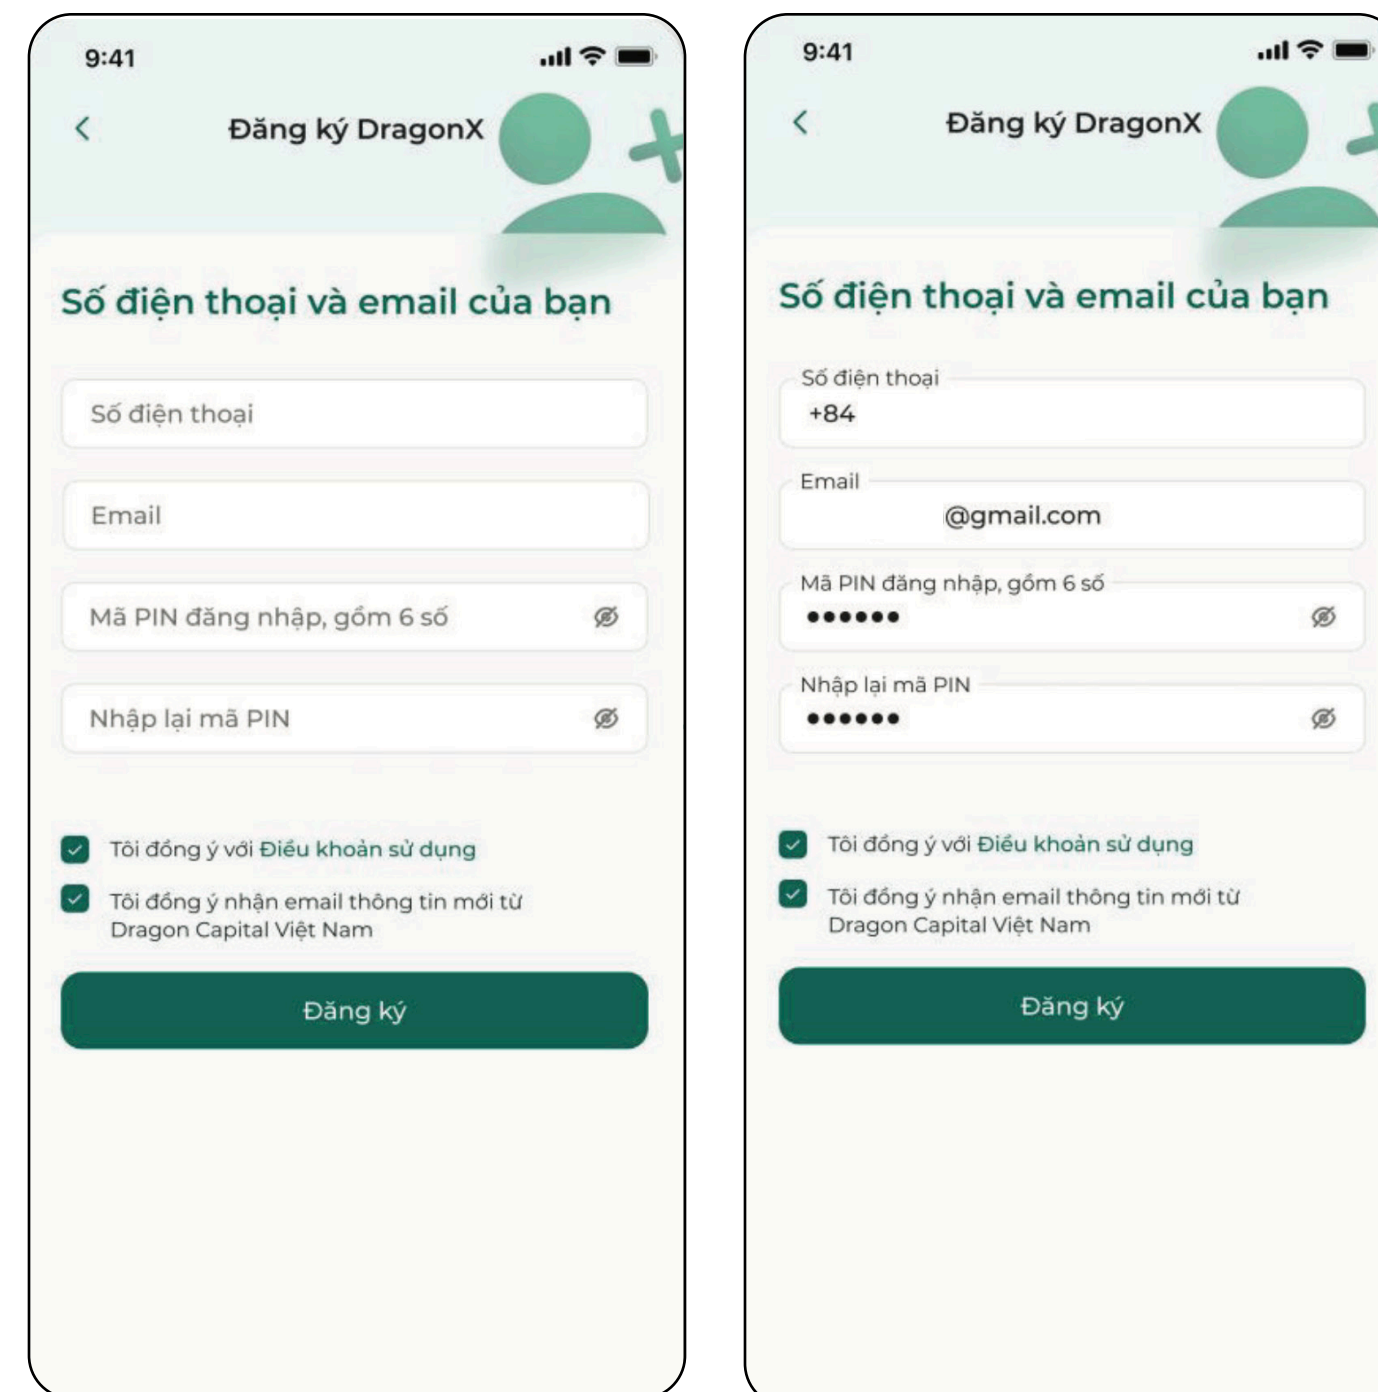 9:41
Đăng ký DragonX
Số điện thoại và email của bạn
Số điện thoại
Email
Mã PIN đăng nhập, gồm 6 số
Nhập lại mã PIN
Tôi đồng ý với Điều khoản sử dụng
Tôi đồng ý nhận email thông tin mới từ
Dragon Capital Việt Nam
Đăng ký
9:41
Đăng ký DragonX
Số điện thoại và email của bạn
Số điện thoại
+84
Email
@gmail.com
Mã PIN đăng nhập, gồm 6 số
••••••
Nhập lại mã PIN
••••••
Tôi đồng ý với Điều khoản sử dụng
Tôi đồng ý nhận email thông tin mới từ
Dragon Capital Việt Nam
Đăng ký